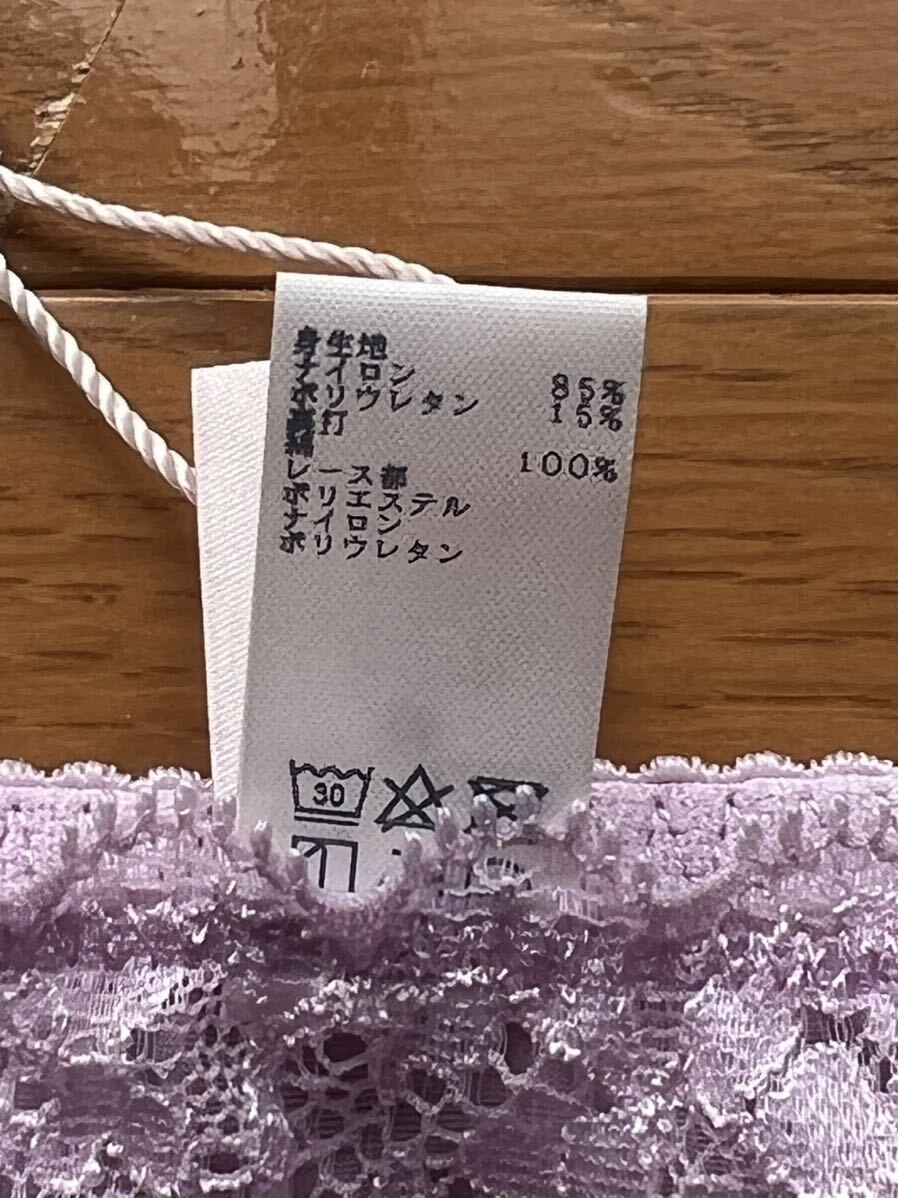 身生地
ナイロン 85%
ポリウレタン 15%
裏打
綿 100%
レース部
ポリエステル
ナイロン
ポリウレタン
30